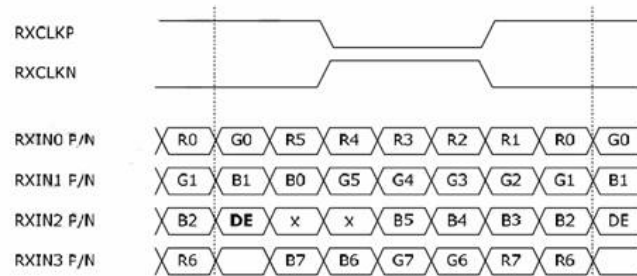 RXCLKP
RXCLKN
RXIN0 P/N R0 G0 R5 R4 R3 R2 R1 R0 G0
RXIN1 P/N G1 B1 B0 G5 G4 G3 G2 G1 B1
RXIN2 P/N B2 DE x x B5 B4 B3 B2 DE
RXIN3 P/N R6 B7 B6 G7 G6 R7 R6